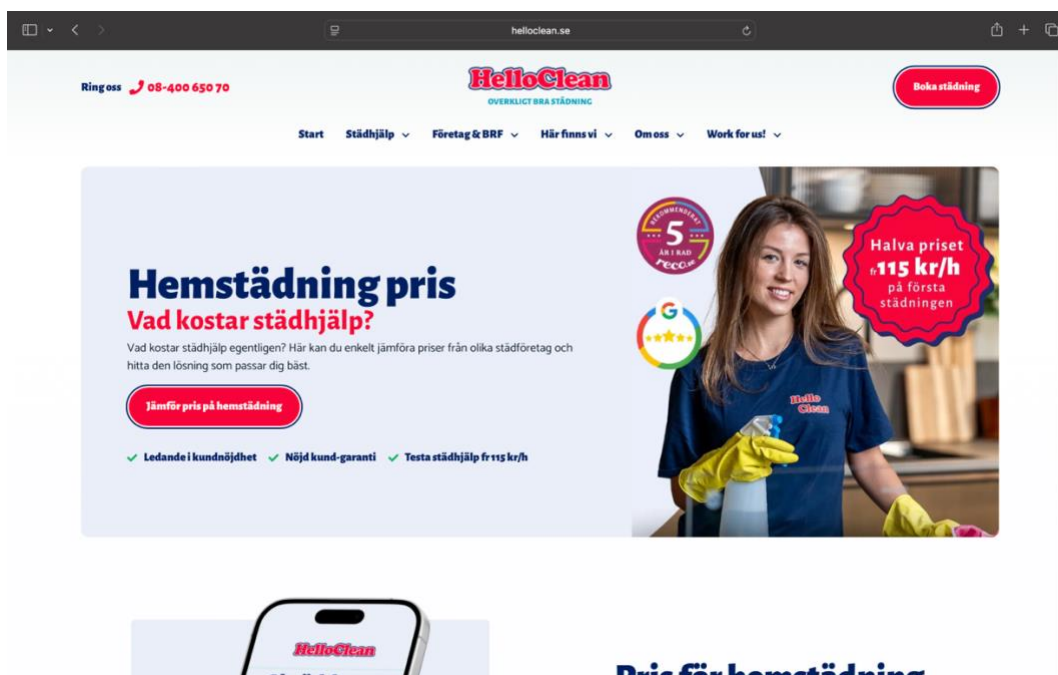 helloclean.se
Ring oss 08-400 650 70
HelloClean
OVERKLIGT BRA STÄDNING
Boka städning
Start Städhjälp Företag & BRF Här finns vi Om oss Work for us!
REKOMMENDERAT
5
ÅR I RAD
reco.se
G
Halva priset
fr 115 kr/h
på första
städningen
Hemstädning pris
Vad kostar städhjälp?
Vad kostar städhjälp egentligen? Här kan du enkelt jämföra priser från olika städföretag och
hitta den lösning som passar dig bäst.
Jämför pris på hemstädning
Ledande i kundnöjdhet Nöjd kund-garanti Testa städhjälp fr 115 kr/h
Hello
Clean
HelloClean
Pris för hemstädning